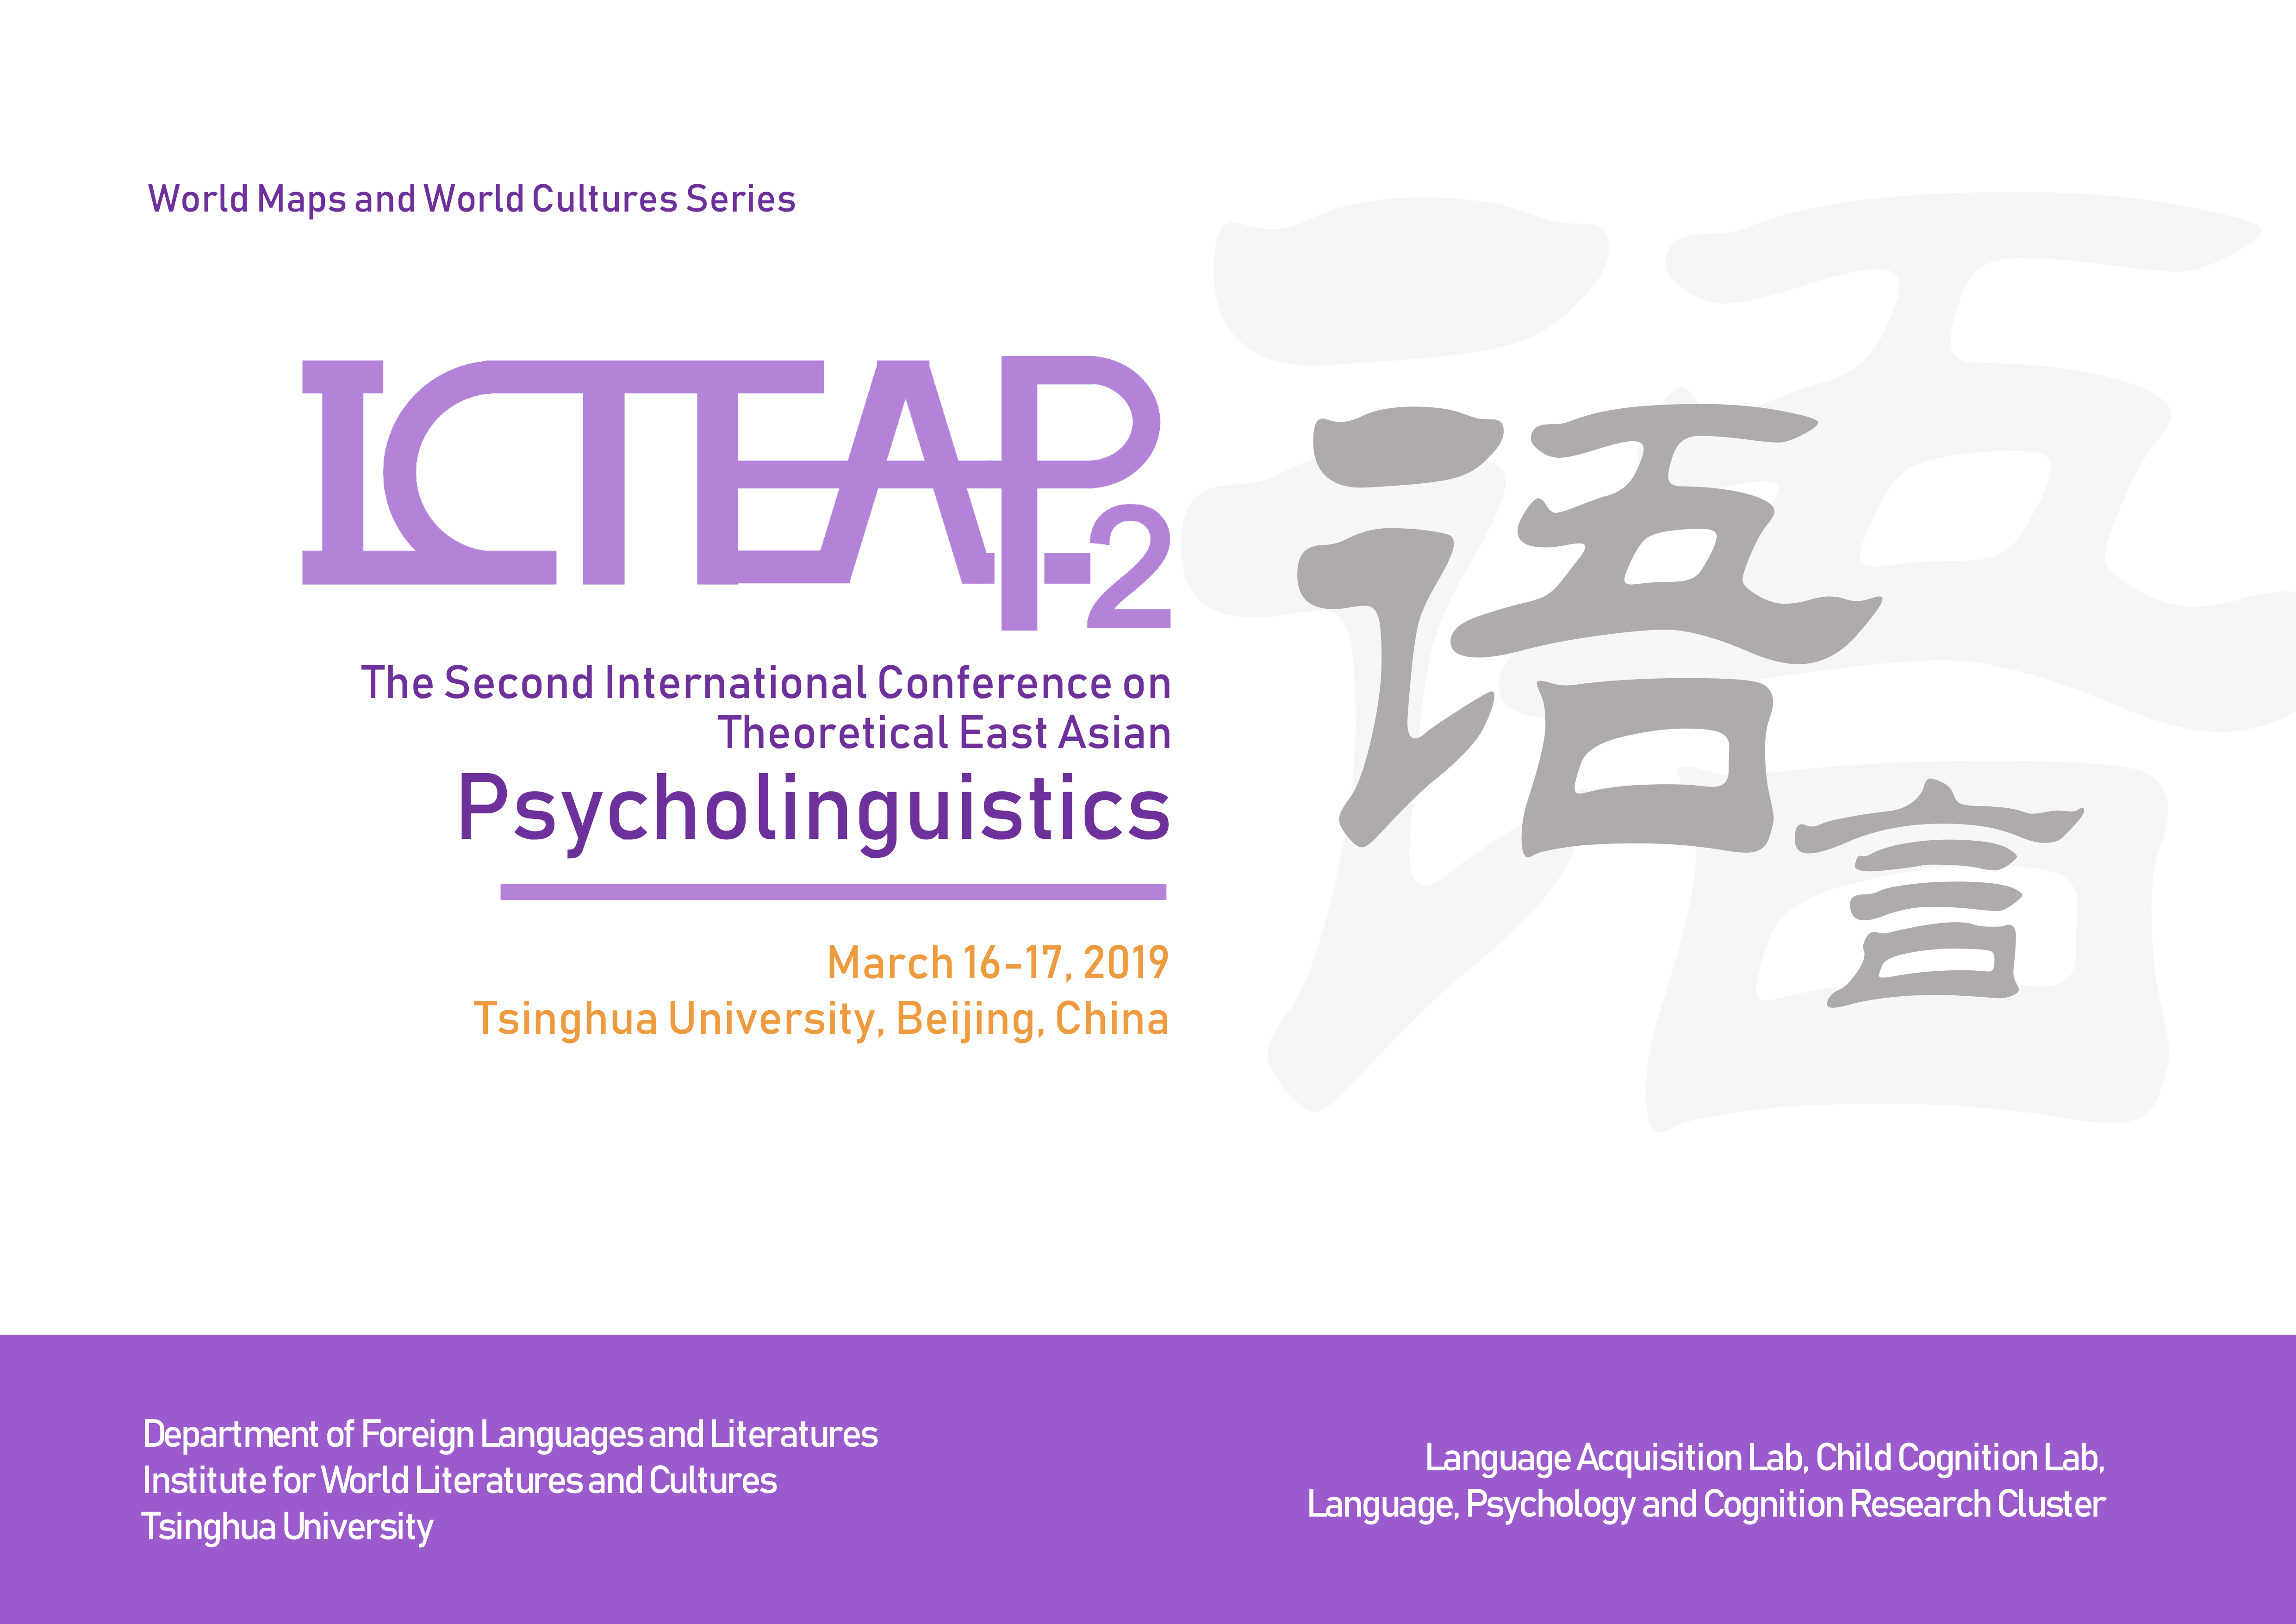 World Maps and World Cultures Series
ICTEAP-2
The Second International Conference on
Theoretical East Asian
Psycholinguistics
March 16-17, 2019
Tsinghua University, Beijing, China
语
语言
Department of Foreign Languages and Literatures
Institute for World Literatures and Cultures
Tsinghua University
Language Acquisition Lab, Child Cognition Lab,
Language, Psychology and Cognition Research Cluster